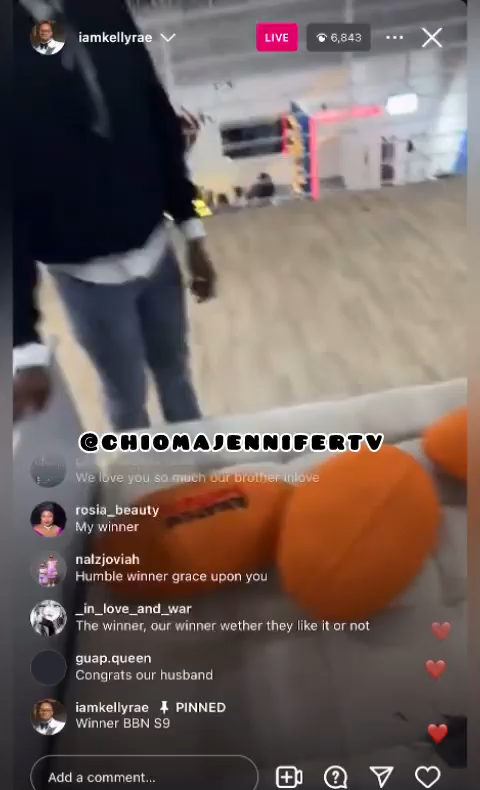 iamkellyrae
LIVE
6,843
@CHIOMAJENNIFERTV
We love you so much our brother inlove
rosia_beauty
My winner
nalzjoviah
Humble winner grace upon you
_in_love_and_war
The winner, our winner wether they like it or not
guap.queen
Congrats our husband
iamkellyrae PINNED
Winner BBN S9
Add a comment...